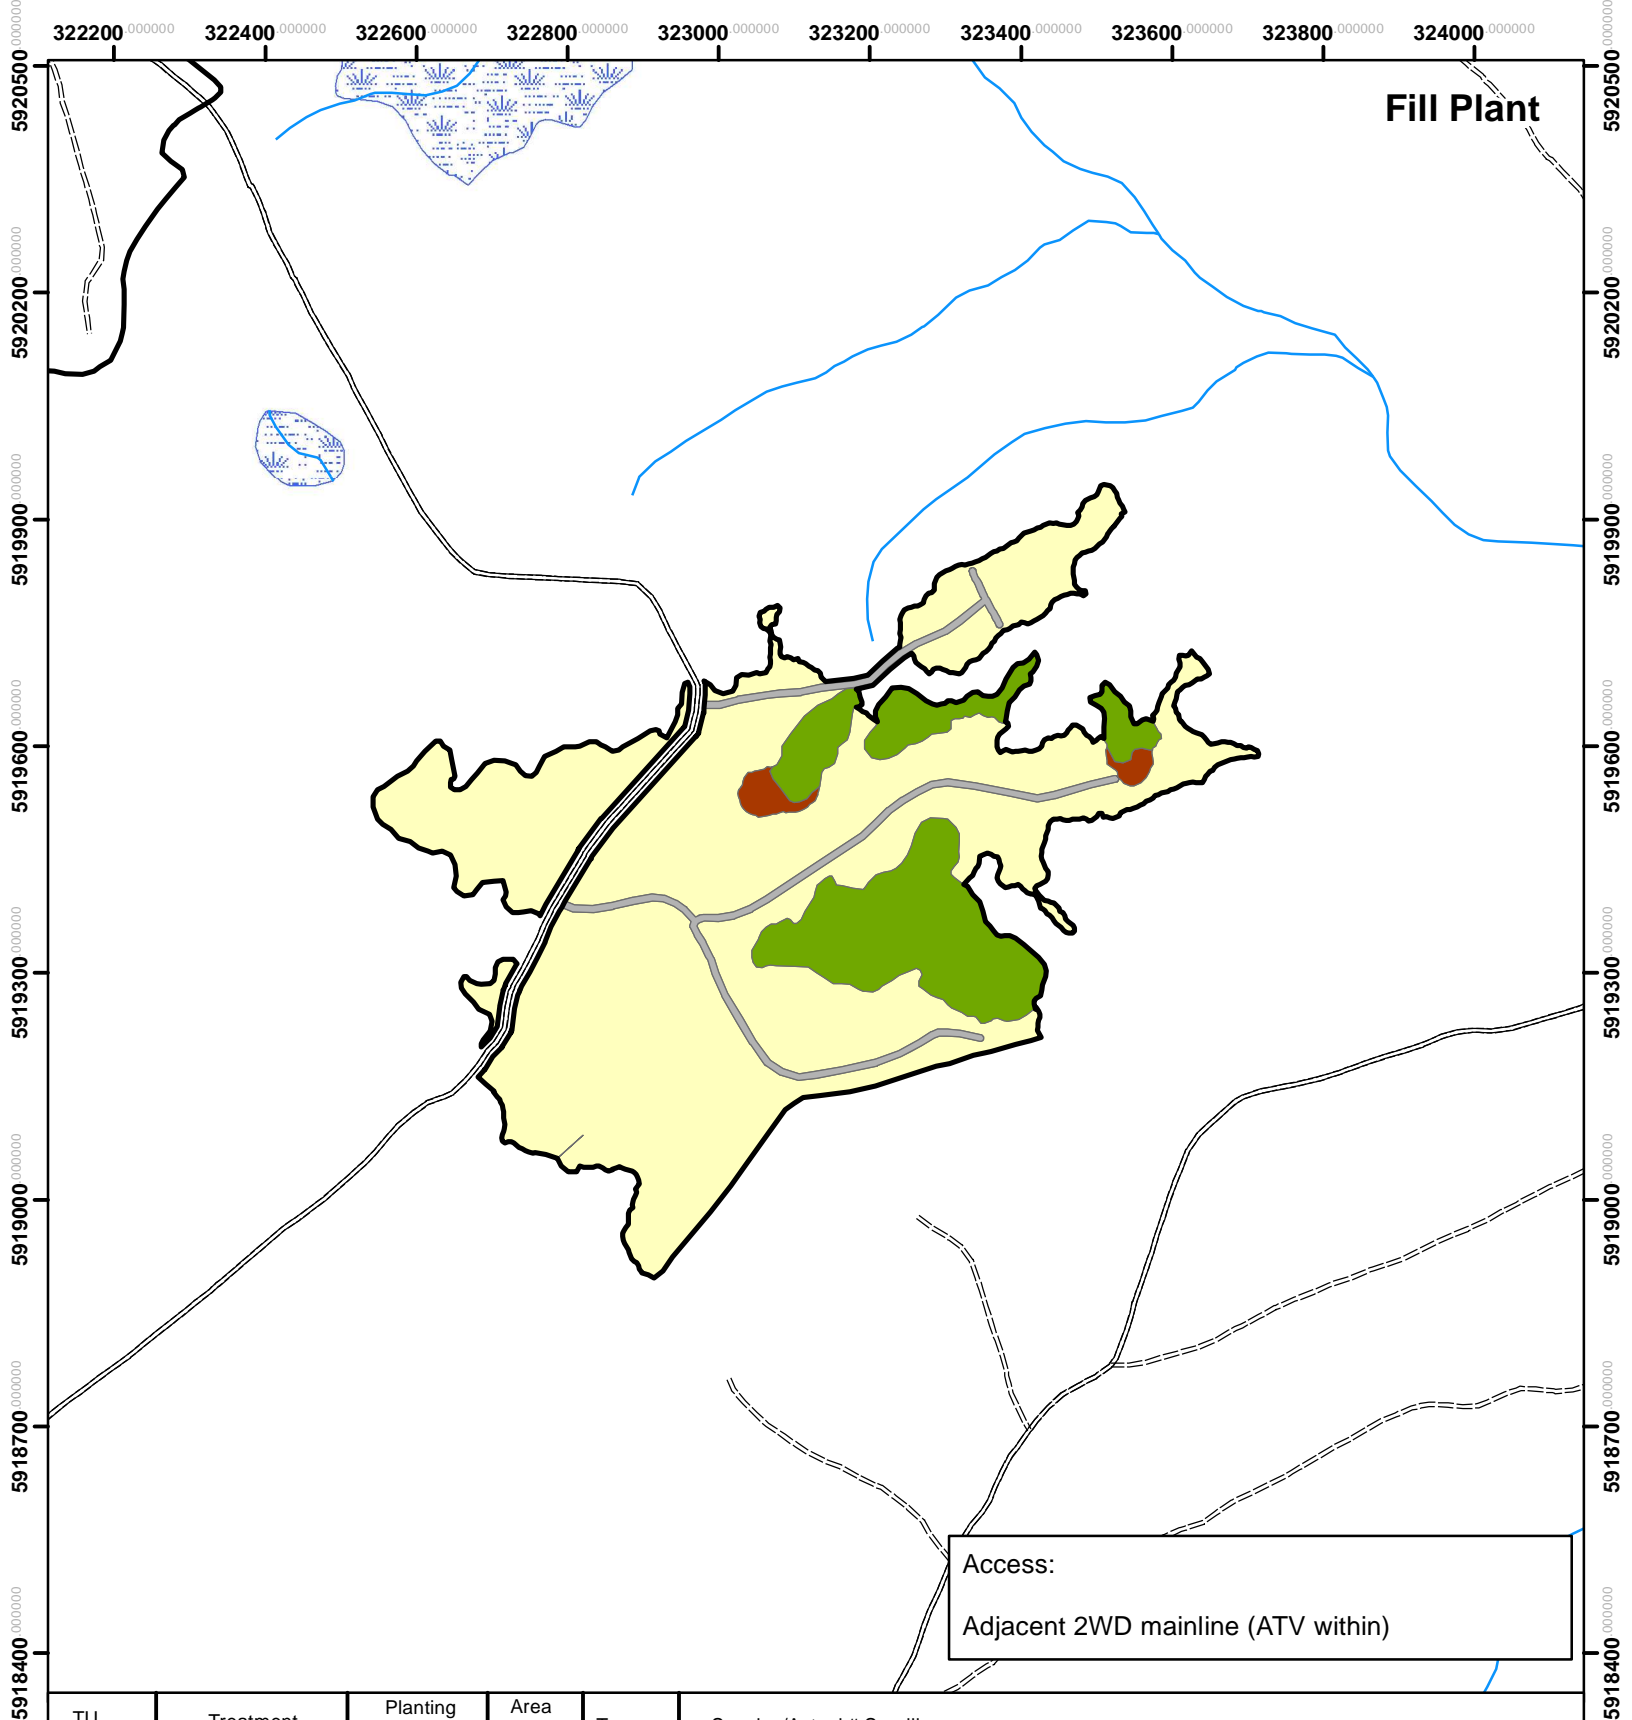 322200.000000 322400.000000 322600.000000 322800.000000 323000.000000 323200.000000 323400.000000 323600.000000 323800.000000 324000.000000
Fill Plant
5920500.000000 5920500.000000
5920200.000000 5920200.000000
5919900.000000 5919900.000000
5919600.000000 5919600.000000
5919300.000000 5919300.000000
5919000.000000 5919000.000000
5918700.000000 5918700.000000
5918400.000000 5918400.000000
Access:
Adjacent 2WD mainline (ATV within)
Planting Area
TU Treatment